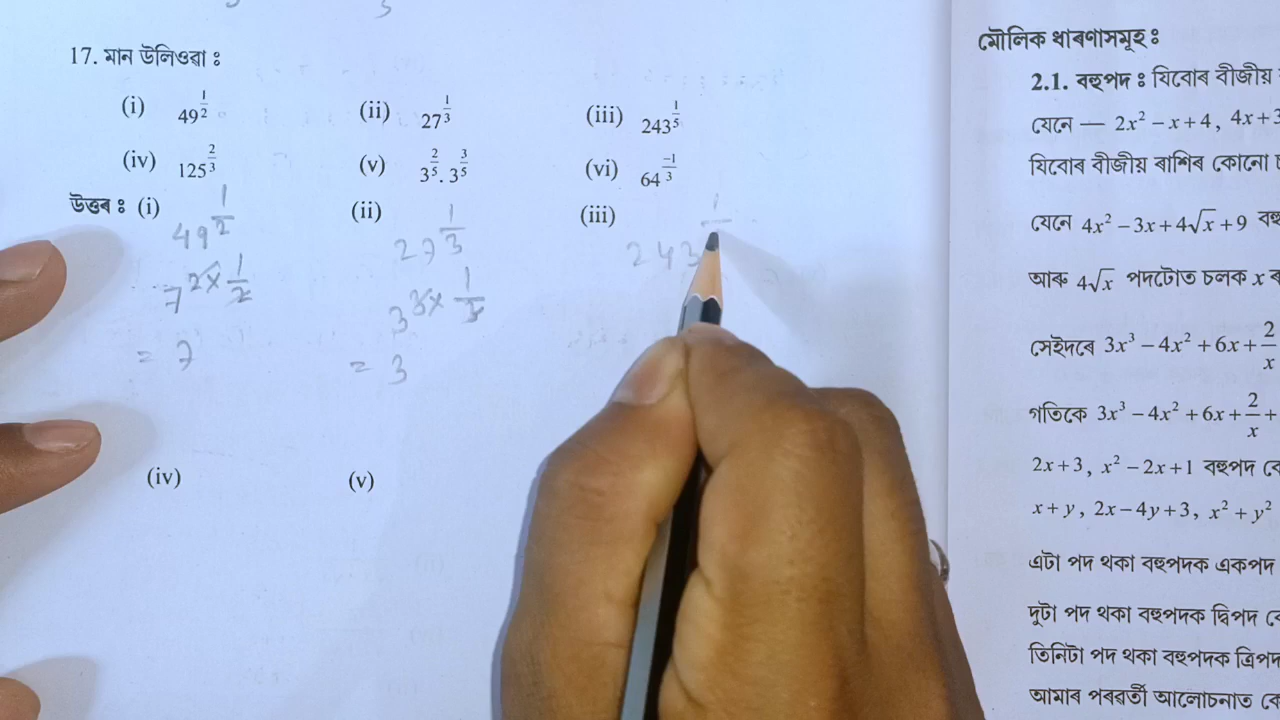 17. মান উলিওৱা ঃ
(i) 49^{1/2} (ii) 27^{1/3} (iii) 243^{1/5}
(iv) 125^{2/3} (v) 3^{2/5}. 3^{3/5} (vi) 64^{-1/3}
উত্তৰ ঃ (i) (ii) (iii)
49^{1/2} 27^{1/3} 243
7^{2×1/2} 3^{3×1/3}
= 7 = 3
(iv) (v)
মৌলিক ধাৰণাসমূহ ঃ
2.1. বহুপদ ঃ যিবোৰ বীজীয়
যেনে — 2x² − x + 4, 4x + 3
যিবোৰ বীজীয় ৰাশিৰ কোনো
যেনে 4x² − 3x + 4√x + 9 বহু
আৰু 4√x পদটোত চলক x ৰ
সেইদৰে 3x³ − 4x² + 6x + 2/x
গতিকে 3x³ − 4x² + 6x + 2/x +
2x + 3, x² − 2x + 1 বহুপদ কে
x + y, 2x − 4y + 3, x² + y²
এটা পদ থকা বহুপদক একপদ
দুটা পদ থকা বহুপদক দ্বিপদ
তিনিটা পদ থকা বহুপদক ত্ৰিপদ
আমাৰ পৰৱৰ্তী আলোচনাত